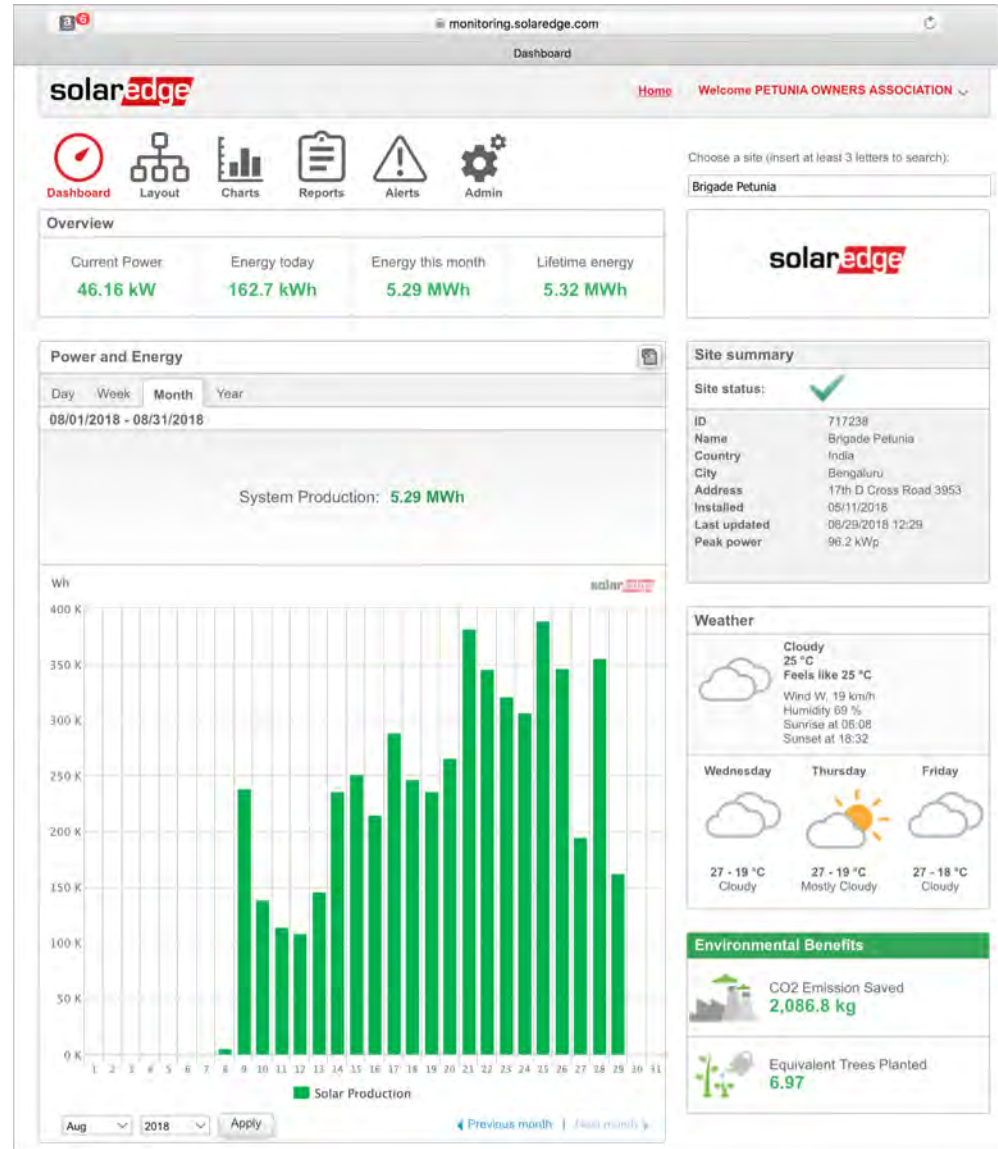 a 6
monitoring.solaredge.com
Dashboard
solaredge
Home Welcome PETUNIA OWNERS ASSOCIATION
Dashboard Layout Charts Reports Alerts Admin
Choose a site (insert at least 3 letters to search):
Brigade Petunia
Overview
Current Power Energy today Energy this month Lifetime energy
46.16 kW 162.7 kWh 5.29 MWh 5.32 MWh
solaredge
Power and Energy
Day Week Month Year
08/01/2018 - 08/31/2018
System Production: 5.29 MWh
Wh
solaredge
400 K
350 K
300 K
250 K
200 K
150 K
100 K
50 K
0 K
1 2 3 4 5 6 7 8 9 10 11 12 13 14 15 16 17 18 19 20 21 22 23 24 25 26 27 28 29 30 31
Solar Production
Aug 2018 Apply
Previous month | Next month
Site summary
Site status:
ID 717238
Name Brigade Petunia
Country India
City Bengaluru
Address 17th D Cross Road 3953
Installed 05/11/2018
Last updated 08/29/2018 12:29
Peak power 96.2 kWp
Weather
Cloudy
25 °C
Feels like 25 °C
Wind W, 19 km/h
Humidity 69 %
Sunrise at 06:08
Sunset at 18:32
Wednesday Thursday Friday
27 - 19 °C 27 - 19 °C 27 - 18 °C
Cloudy Mostly Cloudy Cloudy
Environmental Benefits
CO2 Emission Saved
2,086.8 kg
Equivalent Trees Planted
6.97